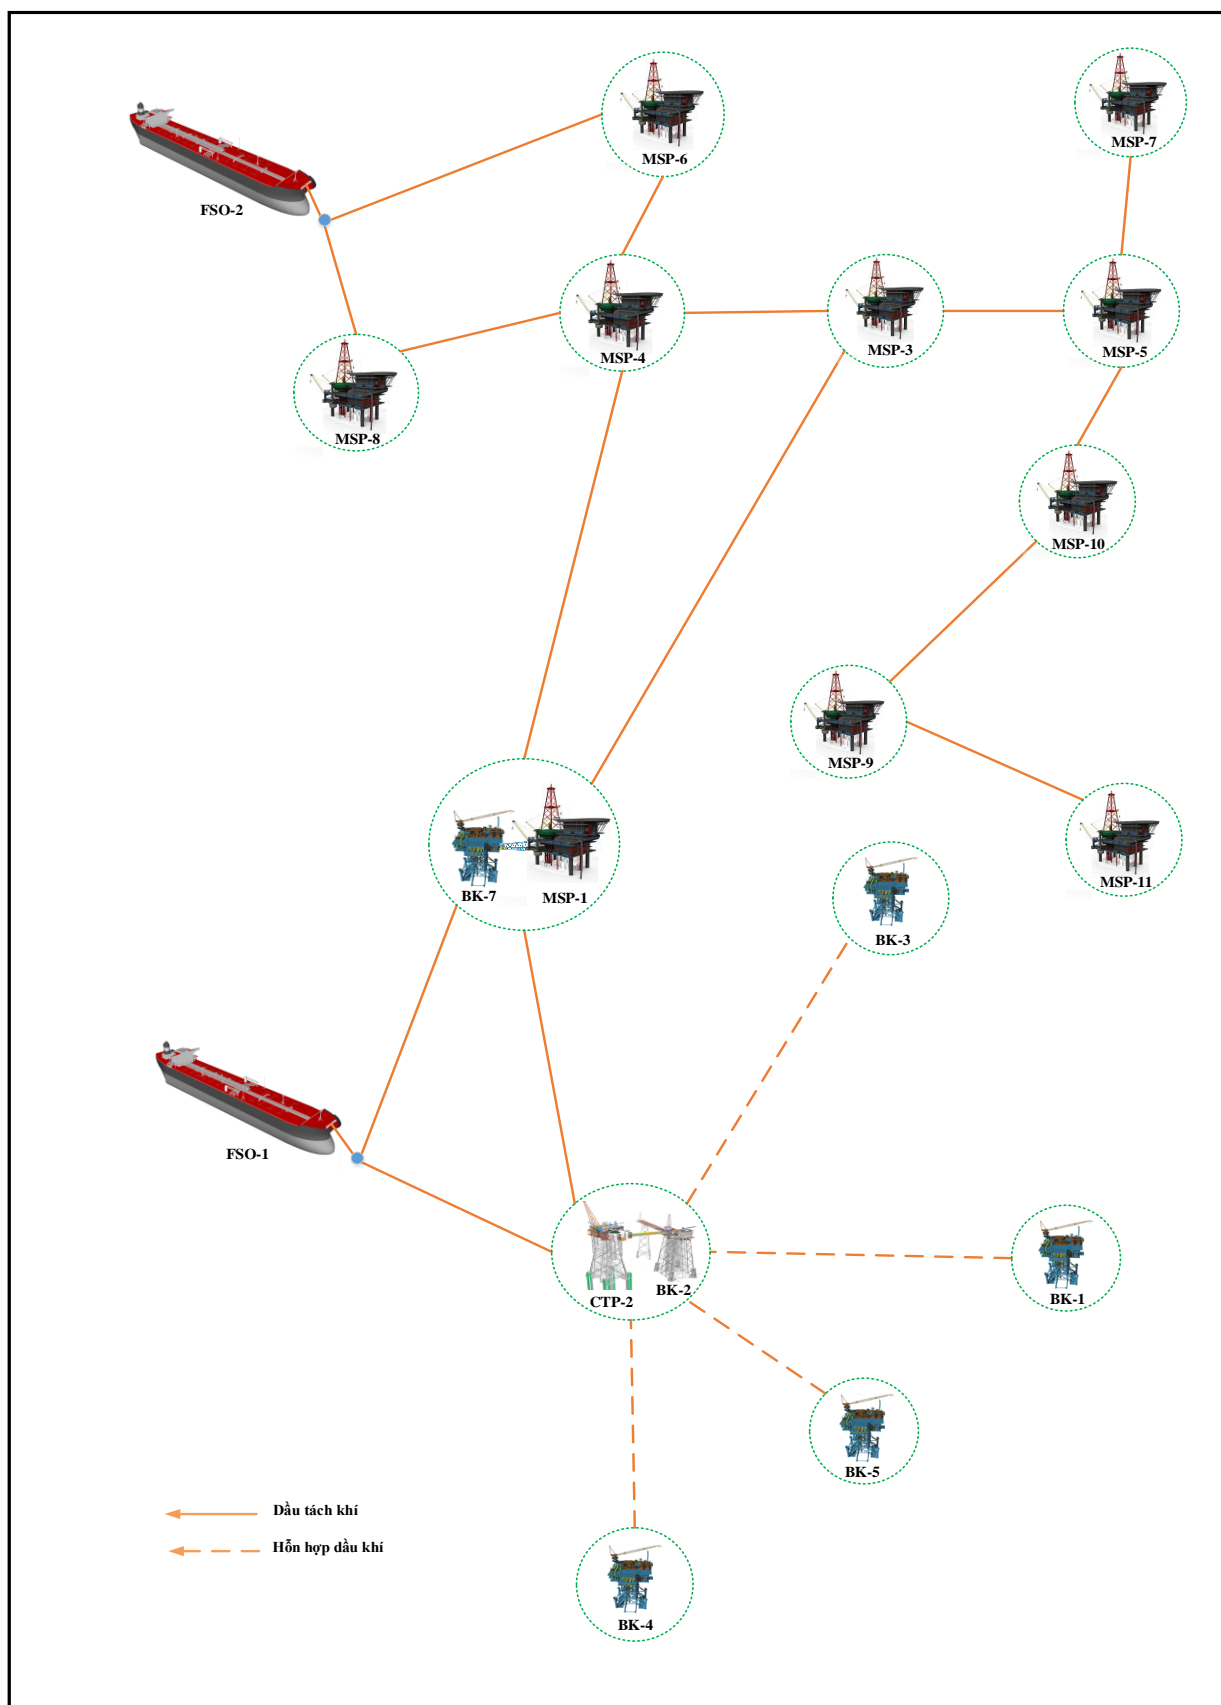 MSP-7
MSP-6
FSO-2
MSP-4
MSP-3
MSP-5
MSP-8
MSP-10
MSP-9
MSP-11
BK-7
MSP-1
BK-3
FSO-1
CTP-2
BK-2
BK-1
BK-5
Dầu tách khí
Hỗn hợp dầu khí
BK-4